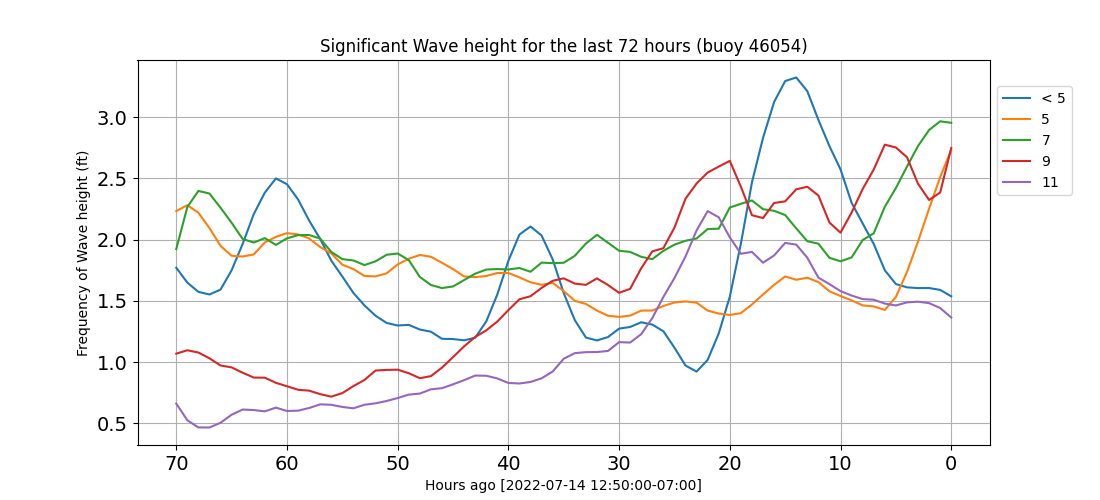 Significant Wave height for the last 72 hours (buoy 46054)
Frequency of Wave height (ft)
3.0
2.5
2.0
1.5
1.0
0.5
70 60 50 40 30 20 10 0
Hours ago [2022-07-14 12:50:00-07:00]
< 5
5
7
9
11